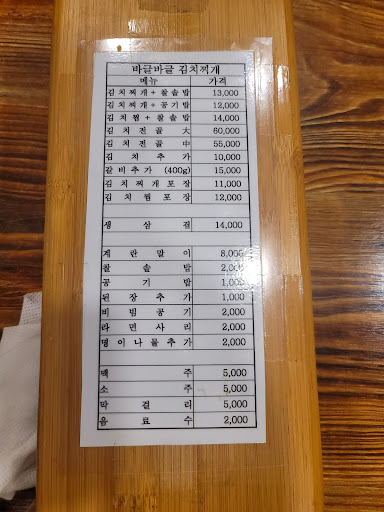 바글바글 김치찌개
메뉴 가격
김치찌개+촬솥밥 13,000
김치찌개+공기밥 12,000
김치찜+촬솥밥 14,000
김치전골 大 60,000
김치전골 中 55,000
김치추가 10,000
갈비추가 (400g) 15,000
김치찌개포장 11,000
김치찜포장 12,000
생삼결 14,000
계란말이 8,000
촬솥밥 2,000
공기밥 1,000
된장추가 1,000
비빔공기 2,000
라면사리 2,000
명이나물추가 2,000
맥주 5,000
소주 5,000
막걸리 5,000
음료수 2,000